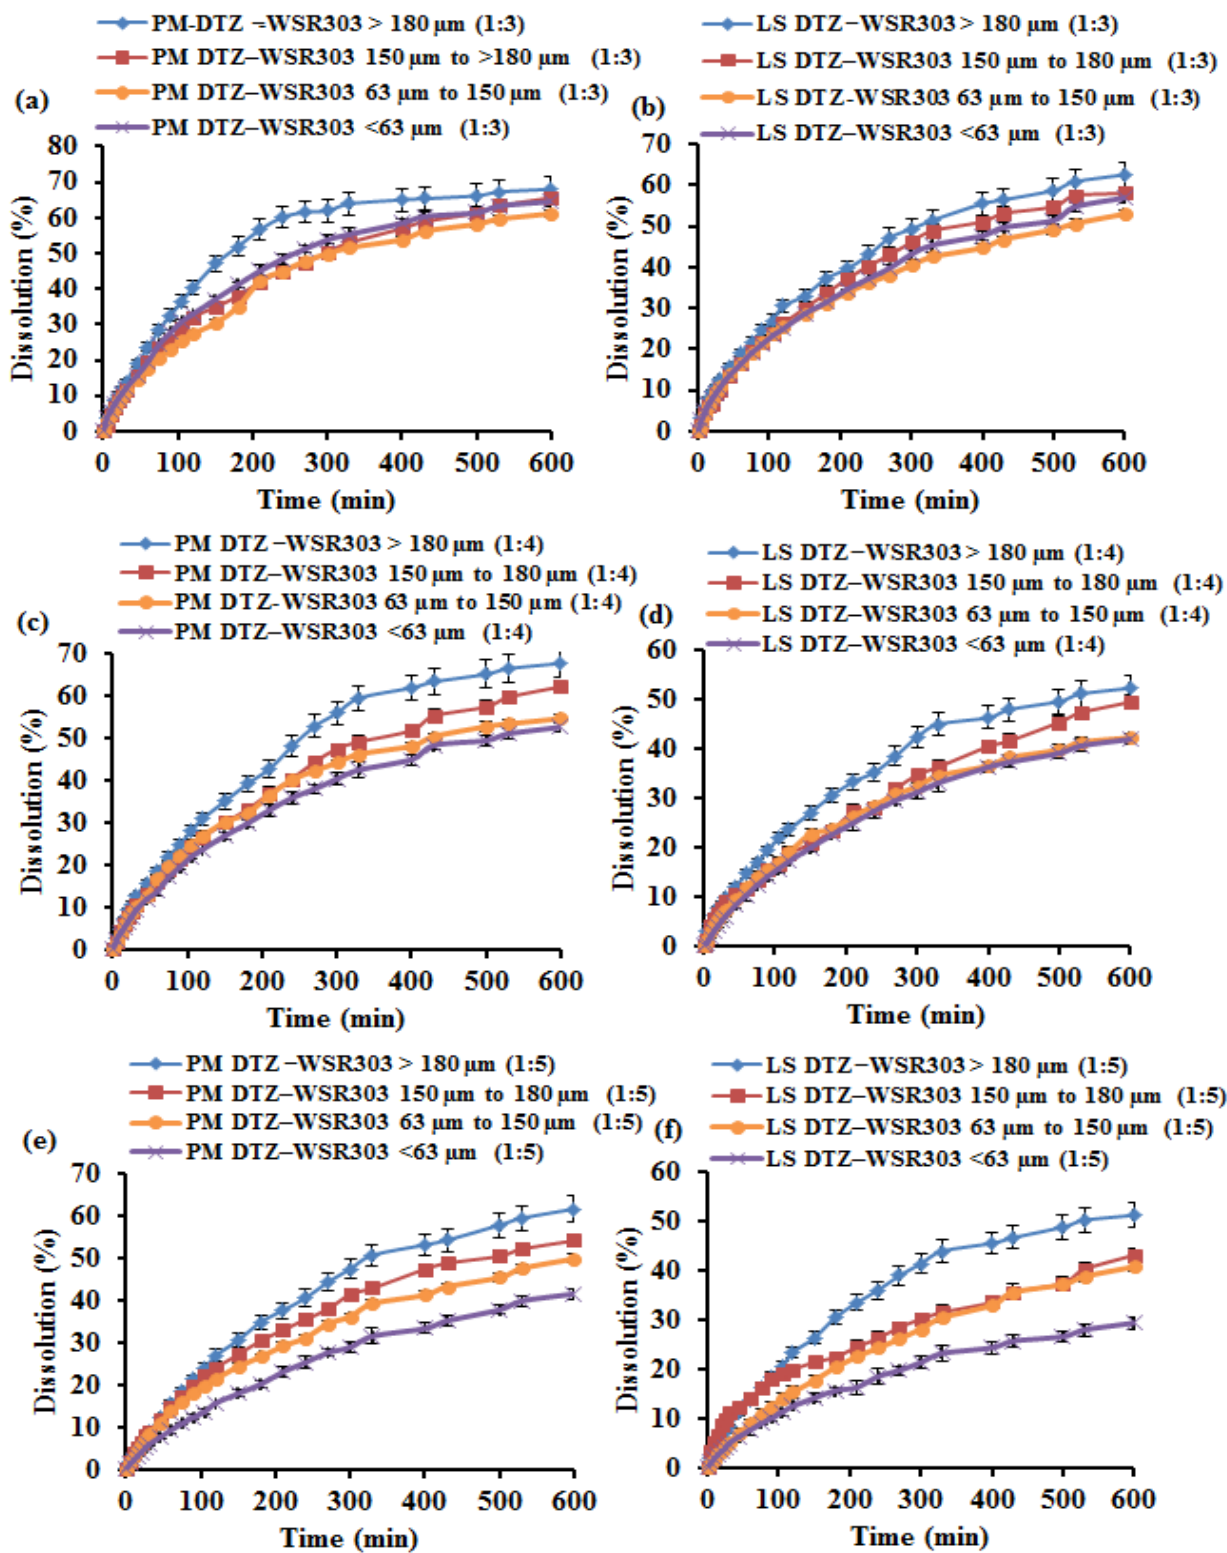 PM-DTZ –WSR303 > 180 μm (1:3)
PM DTZ–WSR303 150 μm to >180 μm (1:3)
PM DTZ–WSR303 63 μm to 150 μm (1:3)
PM DTZ–WSR303 <63 μm (1:3)
(a)
80
70
60
50
40
30
20
10
0
Dissolution (%)
0 100 200 300 400 500 600
Time (min)
LS DTZ–WSR303 > 180 μm (1:3)
LS DTZ–WSR303 150 μm to 180 μm (1:3)
LS DTZ-WSR303 63 μm to 150 μm (1:3)
LS DTZ–WSR303 <63 μm (1:3)
(b)
70
60
50
40
30
20
10
0
Dissolution (%)
0 100 200 300 400 500 600
Time (min)
PM DTZ –WSR303 > 180 μm (1:4)
PM DTZ–WSR303 150 μm to 180 μm (1:4)
PM DTZ-WSR303 63 μm to 150 μm (1:4)
PM DTZ–WSR303 <63 μm (1:4)
(c)
70
60
50
40
30
20
10
0
Dissolution (%)
0 100 200 300 400 500 600
Time (min)
LS DTZ–WSR303 > 180 μm (1:4)
LS DTZ–WSR303 150 μm to 180 μm (1:4)
LS DTZ–WSR303 63 μm to 150 μm (1:4)
LS DTZ–WSR303 <63 μm (1:4)
(d)
60
50
40
30
20
10
0
Dissolution (%)
0 100 200 300 400 500 600
Time (min)
PM DTZ –WSR303 > 180 μm (1:5)
PM DTZ–WSR303 150 μm to 180 μm (1:5)
PM DTZ–WSR303 63 μm to 150 μm (1:5)
PM DTZ–WSR303 <63 μm (1:5)
(e)
70
60
50
40
30
20
10
0
Dissolution (%)
0 100 200 300 400 500 600
Time (min)
LS DTZ–WSR303 > 180 μm (1:5)
LS DTZ–WSR303 150 μm to 180 μm (1:5)
LS DTZ–WSR303 63 μm to 150 μm (1:5)
LS DTZ–WSR303 <63 μm (1:5)
(f)
60
50
40
30
20
10
0
Dissolution (%)
0 100 200 300 400 500 600
Time (min)